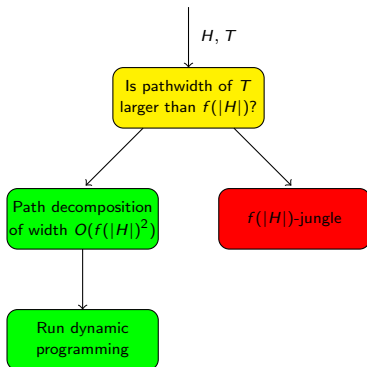 H, T
Is pathwidth of T
larger than f(|H|)?
Path decomposition
of width O(f(|H|)²)
f(|H|)-jungle
Run dynamic
programming